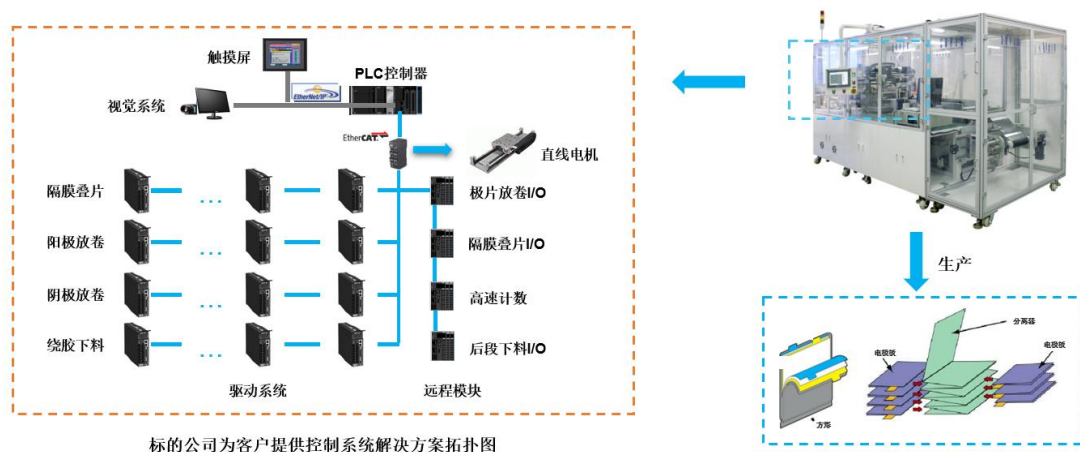 触摸屏
PLC控制器
EtherNet/IP
视觉系统
EtherCAT
直线电机
隔膜叠片
...
极片放卷I/O
阳极放卷
...
隔膜叠片I/O
阴极放卷
...
高速计数
绕胶下料
...
后段下料I/O
驱动系统
远程模块
标的公司为客户提供控制系统解决方案拓扑图
生产
分离器
电极板
电极板
方形